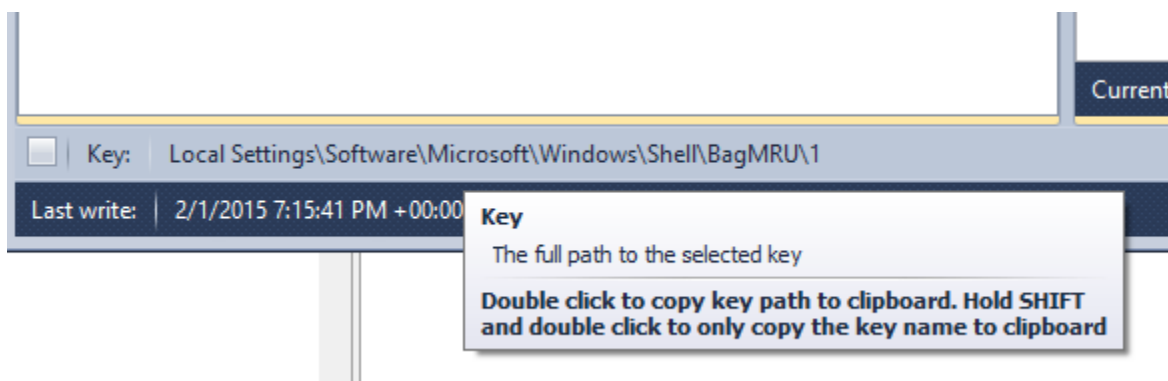 Current
Key: Local Settings\Software\Microsoft\Windows\Shell\BagMRU\1
Last write: 2/1/2015 7:15:41 PM +00:00
Key
The full path to the selected key
Double click to copy key path to clipboard. Hold SHIFT
and double click to only copy the key name to clipboard